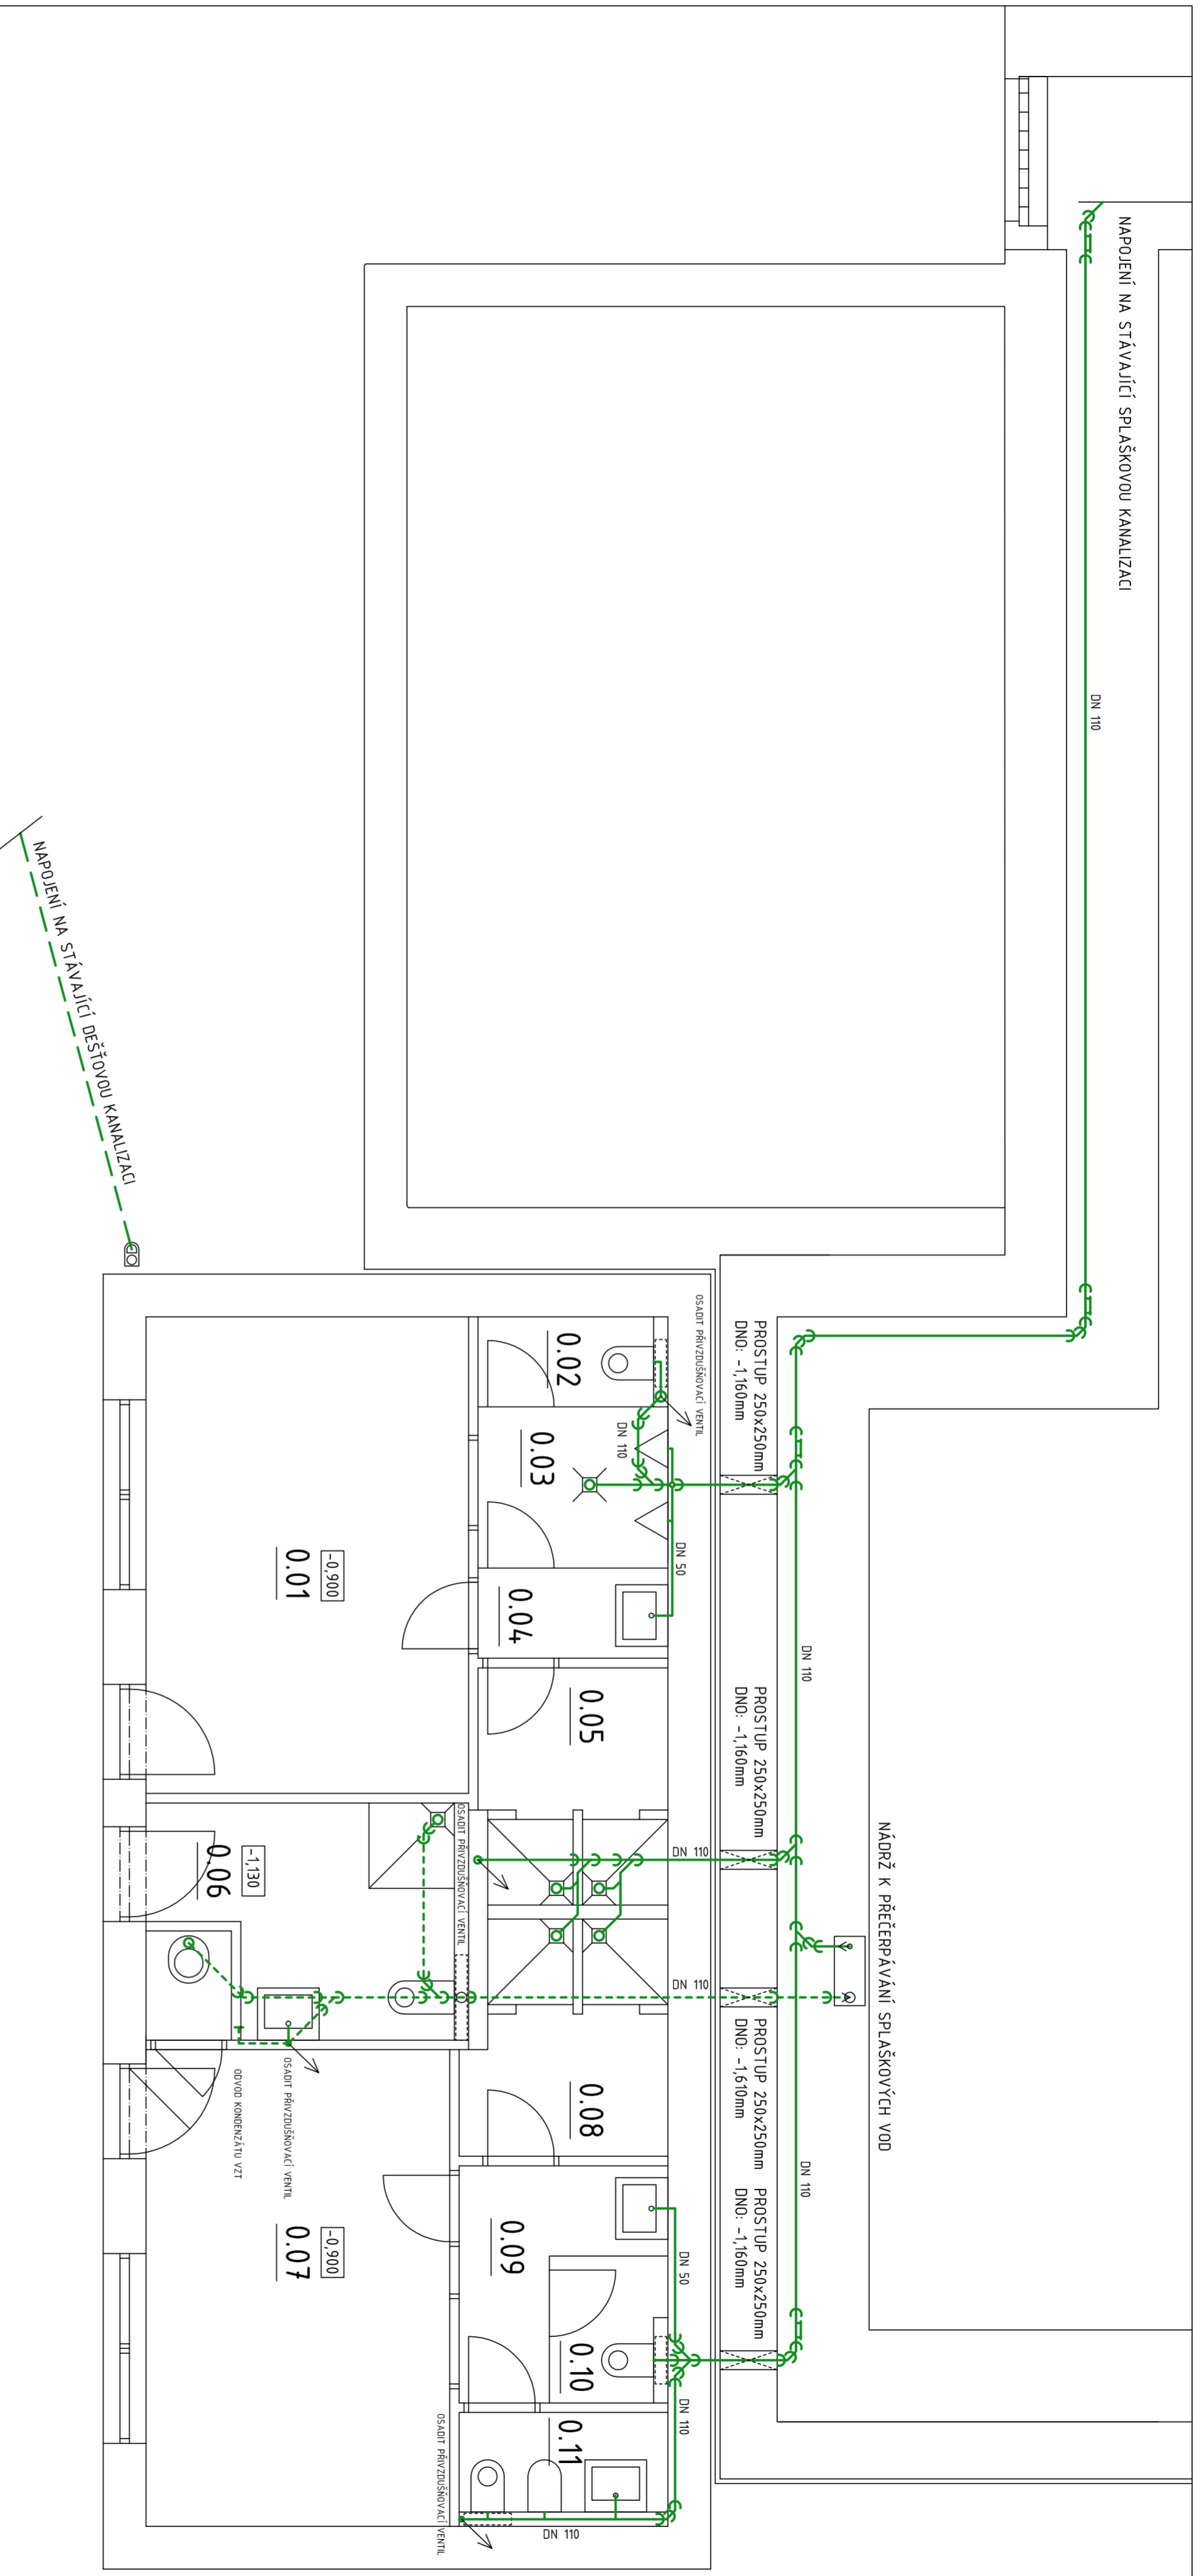 NAPOJENÍ NA STÁVAJÍCÍ SPLAŠKOVOU KANALIZACI
DN 110
NAPOJENÍ NA STÁVAJÍCÍ DEŠŤOVOU KANALIZACI
OSADIT PŘIVZDUŠŇOVACÍ VENTIL
PROSTUP 250x250mm
DNO: -1,160mm
0.02
DN 110
0.03
DN 50
0.04
-0,900
0.01
DN 110
0.05
PROSTUP 250x250mm
DNO: -1,160mm
OSADIT PŘIVZDUŠŇOVACÍ VENTIL
DN 110
-1,130
0.06
NÁDRŽ K PŘEČERPÁVÁNÍ SPLAŠKOVÝCH VOD
DN 110
PROSTUP 250x250mm
DNO: -1,610mm
OSADIT PŘIVZDUŠŇOVACÍ VENTIL
ODVOD KONDENZÁTU VZT
0.08
DN 110
PROSTUP 250x250mm
DNO: -1,160mm
-0,900
0.07
0.09
DN 50
0.10
DN 110
0.11
OSADIT PŘIVZDUŠŇOVACÍ VENTIL
DN 110